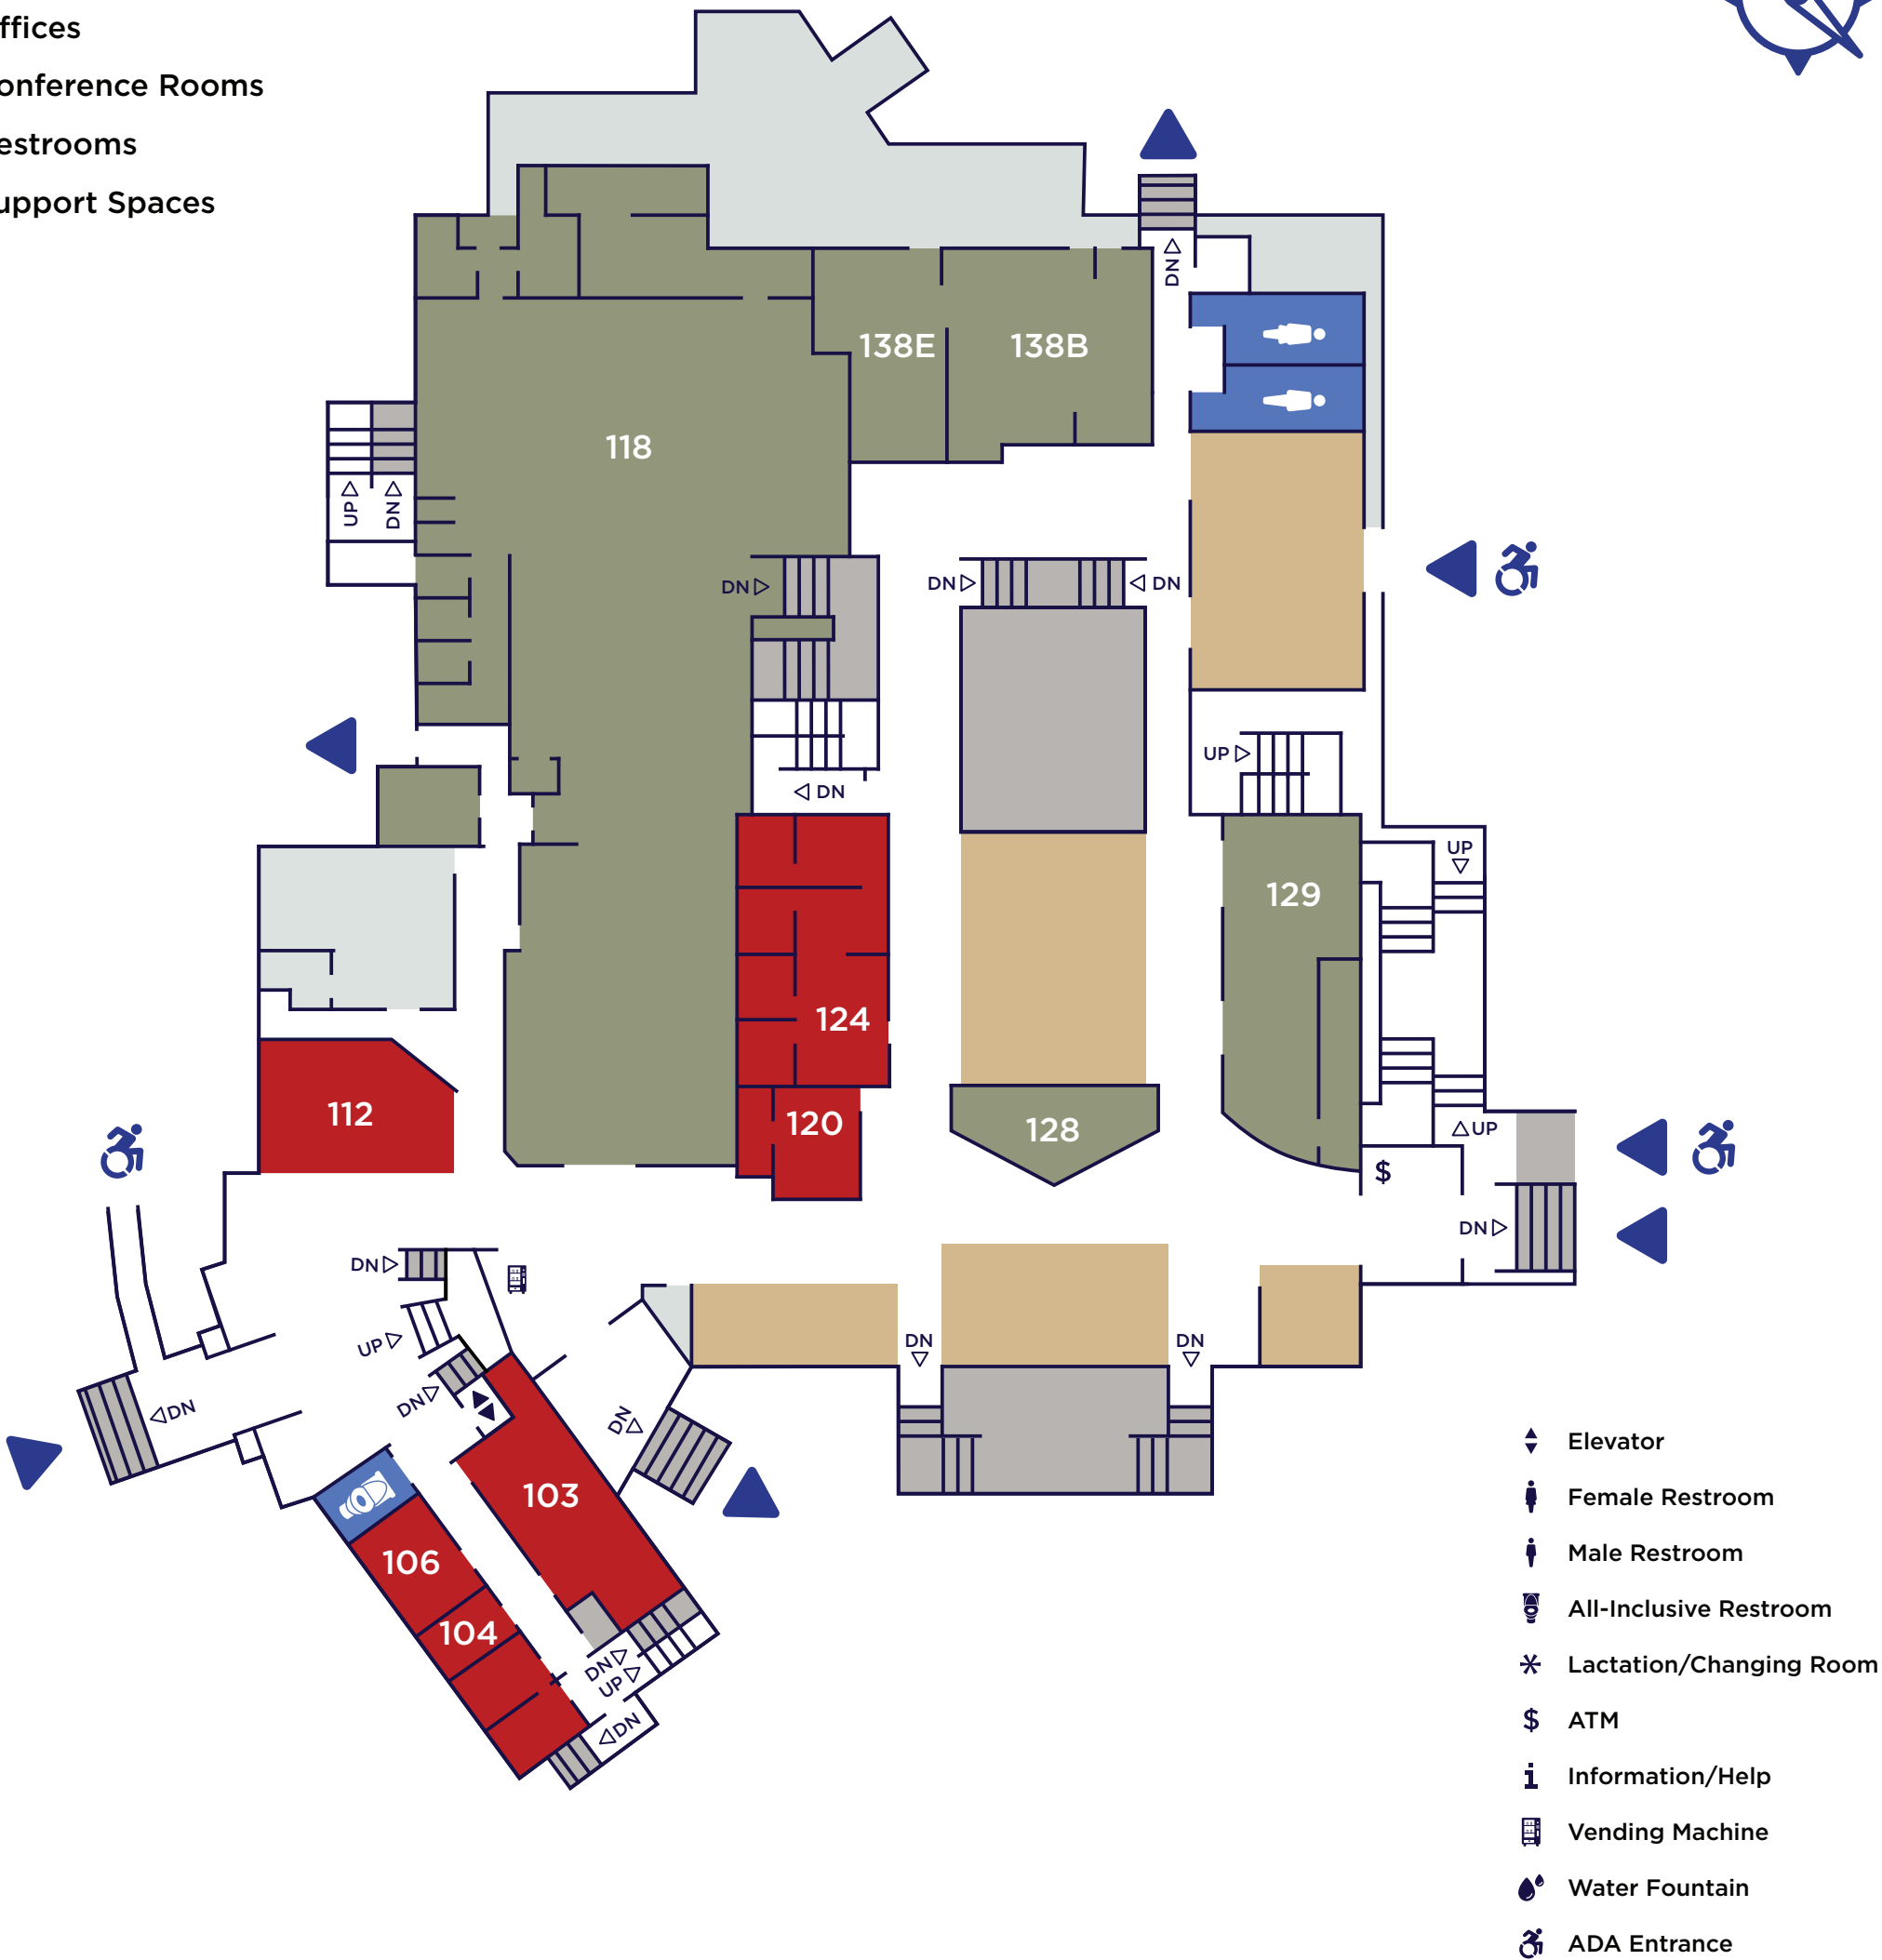 ffices
onference Rooms
estrooms
upport Spaces
DN
138E
138B
118
UP
DN
DN
DN
DN
UP
DN
UP
129
124
112
120
128
UP
$
DN
DN
UP
DN
DN
DN
DN
DN
103
106
104
DN
UP
DN
Elevator
Female Restroom
Male Restroom
All-Inclusive Restroom
Lactation/Changing Room
$ ATM
i Information/Help
Vending Machine
Water Fountain
ADA Entrance